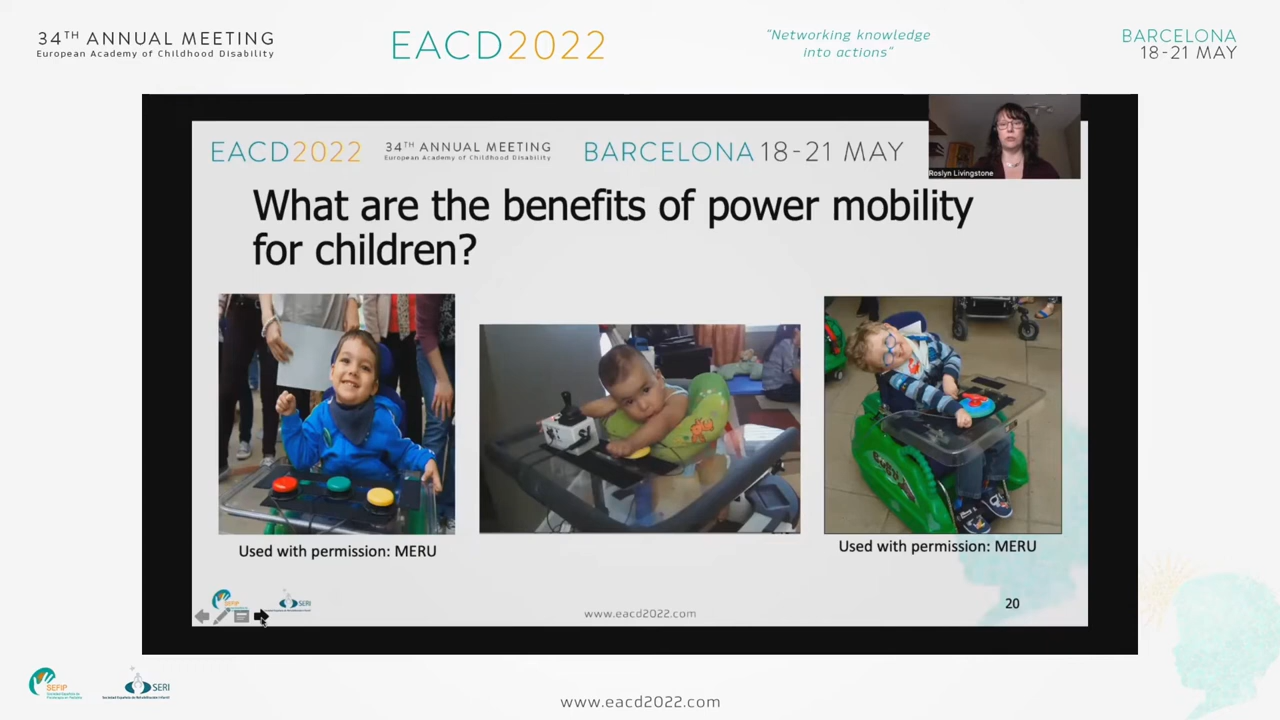 34TH ANNUAL MEETING
European Academy of Childhood Disability
EACD2022
"Networking knowledge
into actions"
BARCELONA
18-21 MAY
EACD2022
34TH ANNUAL MEETING
European Academy of Childhood Disability
BARCELONA 18-21 MAY
Roslyn Livingstone
What are the benefits of power mobility
for children?
Used with permission: MERU
Used with permission: MERU
SEFIP
SERI
www.eacd2022.com
20
SEFIP
SERI
www.eacd2022.com